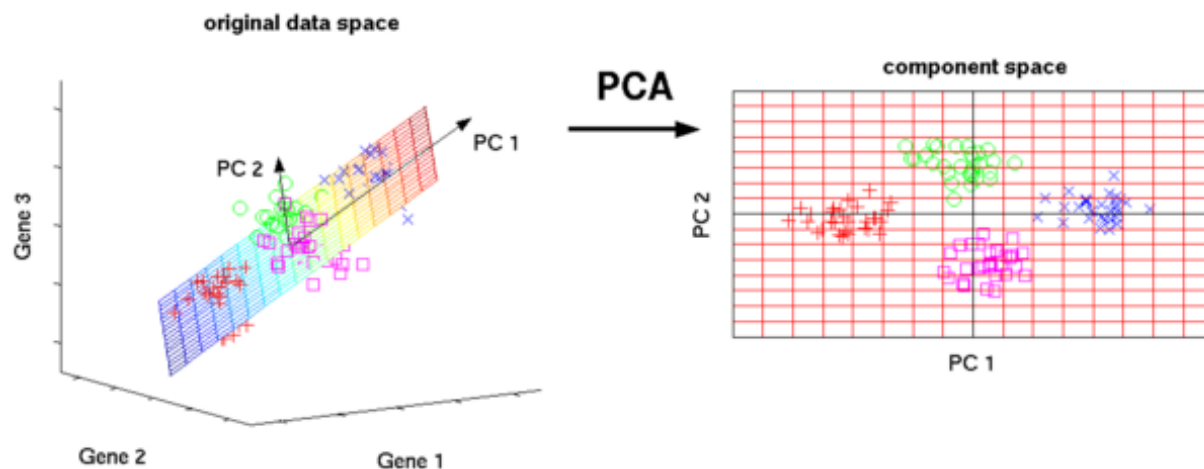 original data space
PC 1
PC 2
Gene 3
Gene 2
Gene 1
PCA
component space
PC 2
PC 1